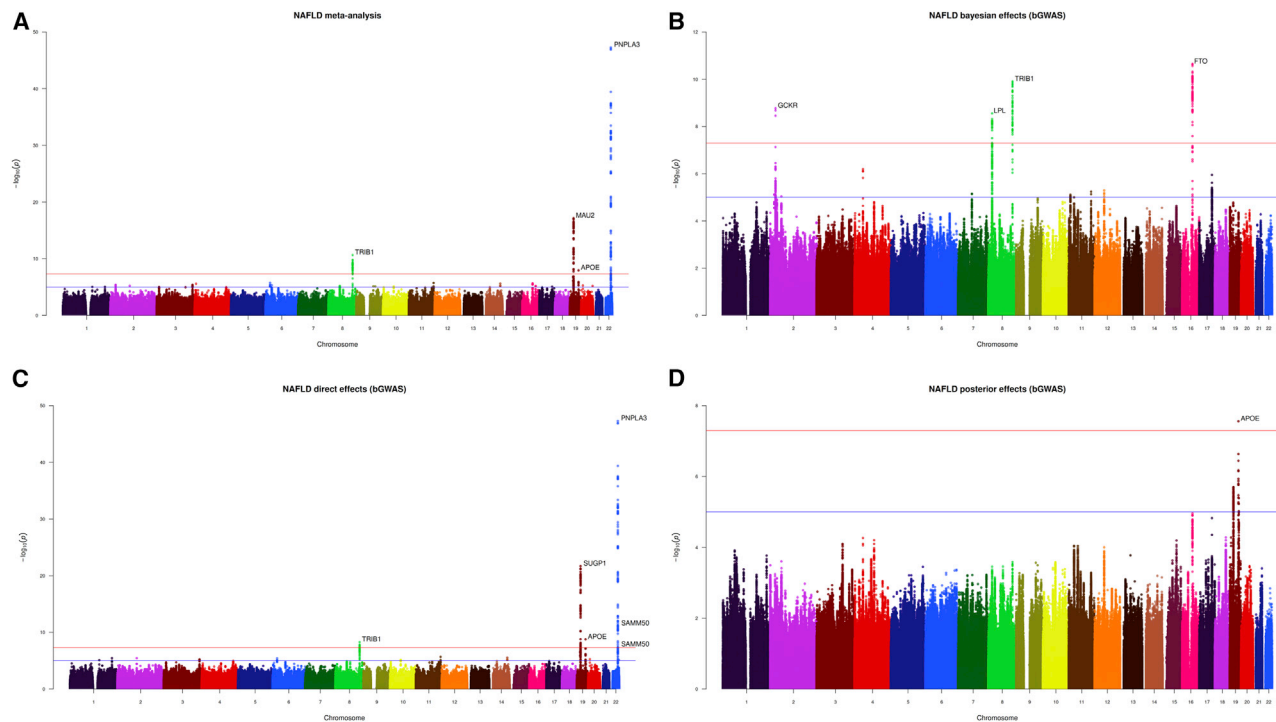 A
NAFLD meta-analysis
50
40
30
20
10
0
−log₁₀(p)
PNPLA3
MAU2
APOE
TRIB1
1 2 3 4 5 6 7 8 9 10 11 12 13 14 15 16 17 18 19 20 21 22
Chromosome
B
NAFLD bayesian effects (bGWAS)
12
10
8
6
4
2
0
−log₁₀(p)
FTO
TRIB1
GCKR
LPL
1 2 3 4 5 6 7 8 9 10 11 12 13 14 15 16 17 18 19 20 21 22
Chromosome
C
NAFLD direct effects (bGWAS)
50
40
30
20
10
0
−log₁₀(p)
PNPLA3
SUGP1
SAMM50
APOE
TRIB1
SAMM50
1 2 3 4 5 6 7 8 9 10 11 12 13 14 15 16 17 18 19 20 21 22
Chromosome
D
NAFLD posterior effects (bGWAS)
8
6
4
2
0
−log₁₀(p)
APOE
1 2 3 4 5 6 7 8 9 10 11 12 13 14 15 16 17 18 19 20 21 22
Chromosome